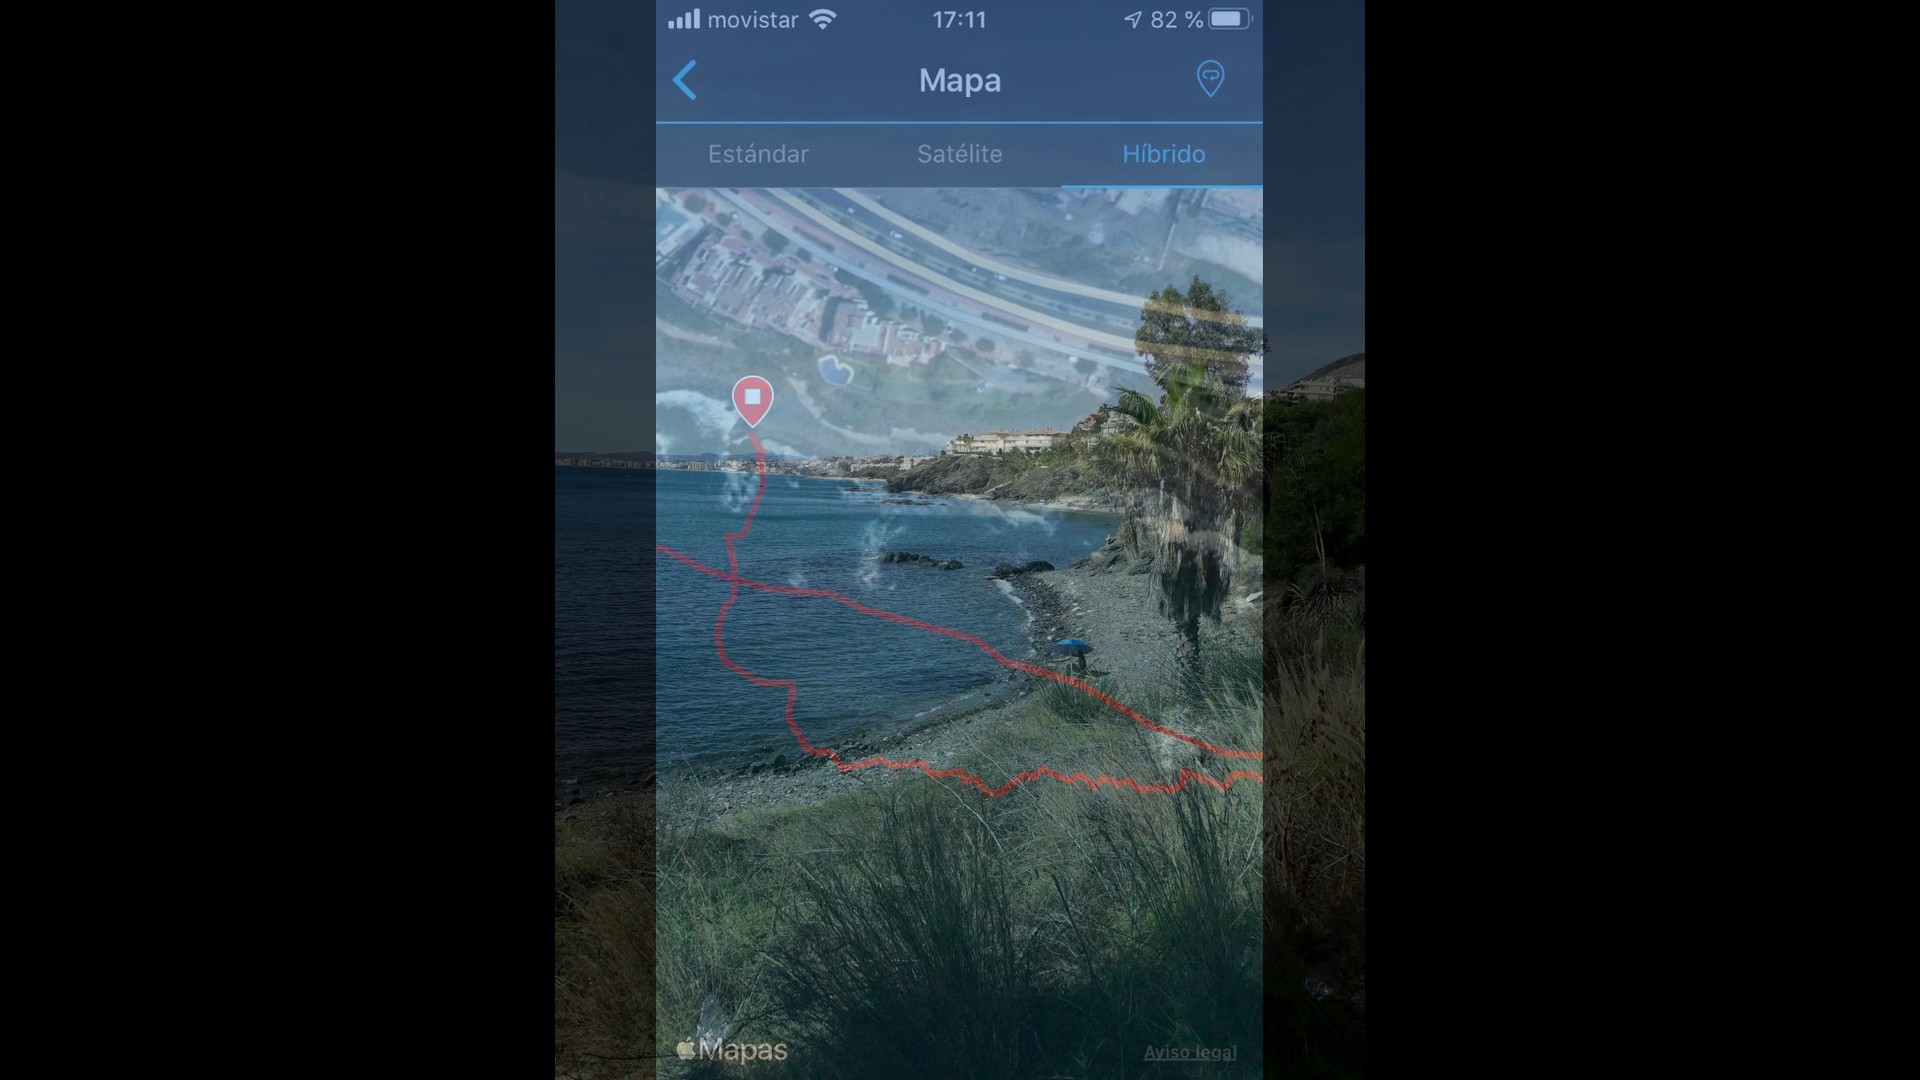 movistar 17:11 82 %
Mapa
Estándar Satélite Híbrido
Mapas Aviso legal